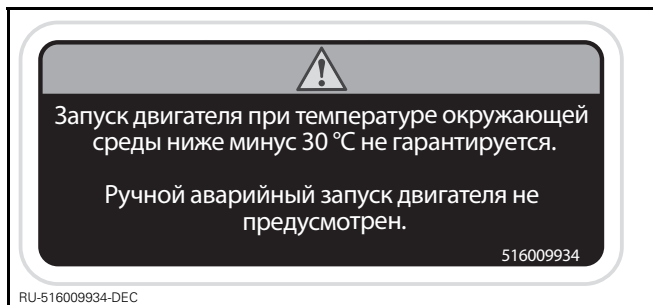 Запуск двигателя при температуре окружающей
среды ниже минус 30 °C не гарантируется.
Ручной аварийный запуск двигателя не
предусмотрен.
516009934
RU-516009934-DEC